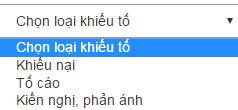 Chọn loại khiếu tố
Chọn loại khiếu tố
Khiếu nại
Tố cáo
Kiến nghị, phản ánh